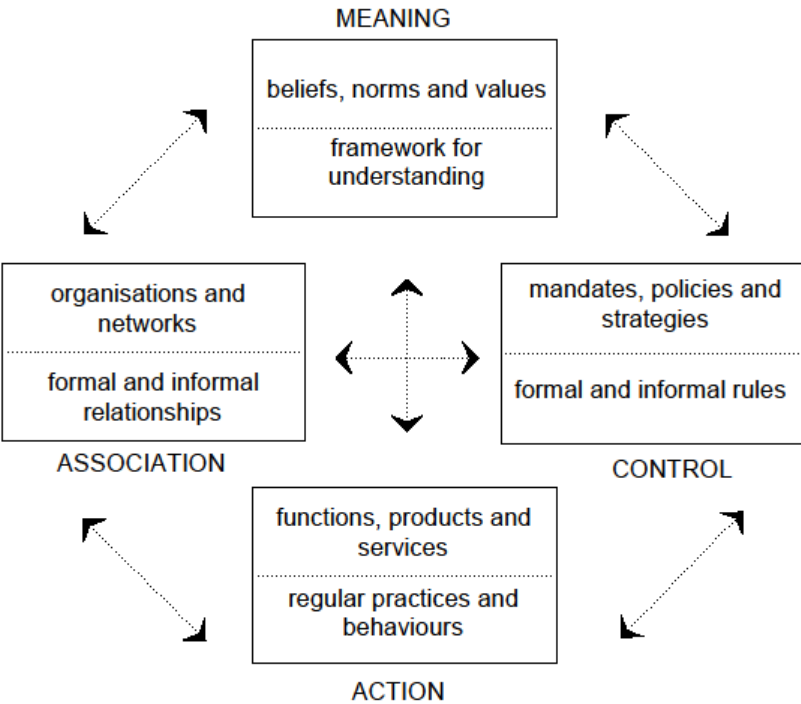 MEANING
beliefs, norms and values
framework for
understanding
organisations and
networks
formal and informal
relationships
ASSOCIATION
mandates, policies and
strategies
formal and informal rules
CONTROL
functions, products and
services
regular practices and
behaviours
ACTION